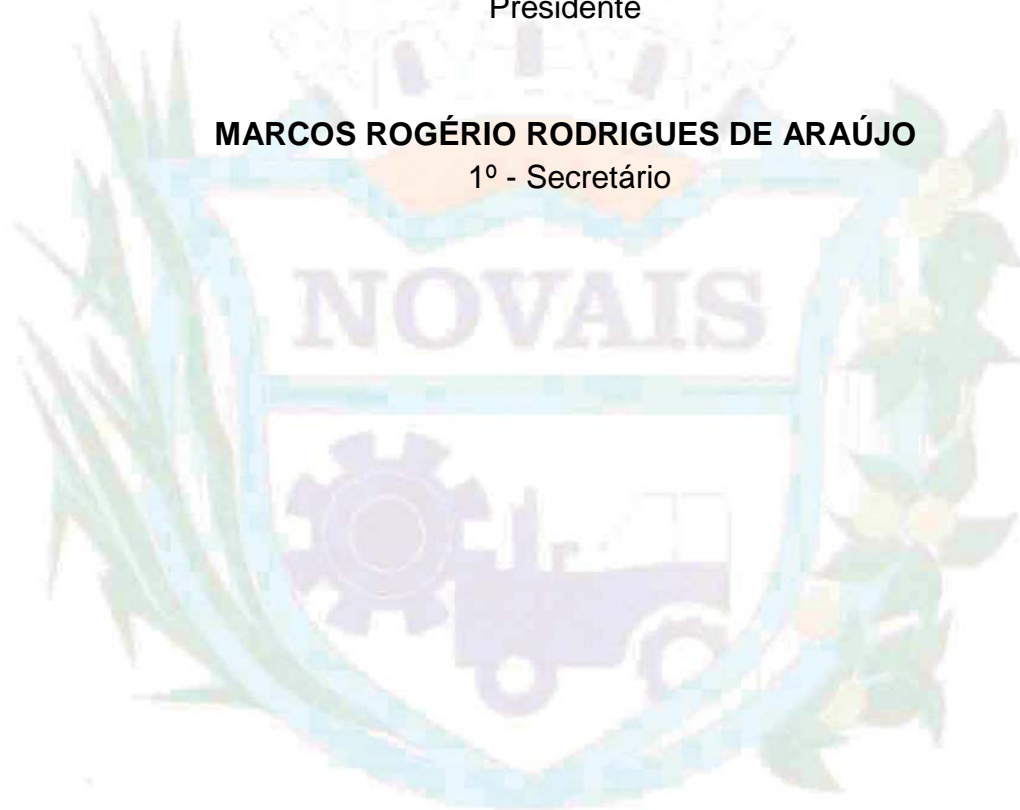 Presidente
MARCOS ROGÉRIO RODRIGUES DE ARAÚJO
1º - Secretário
NOVAIS